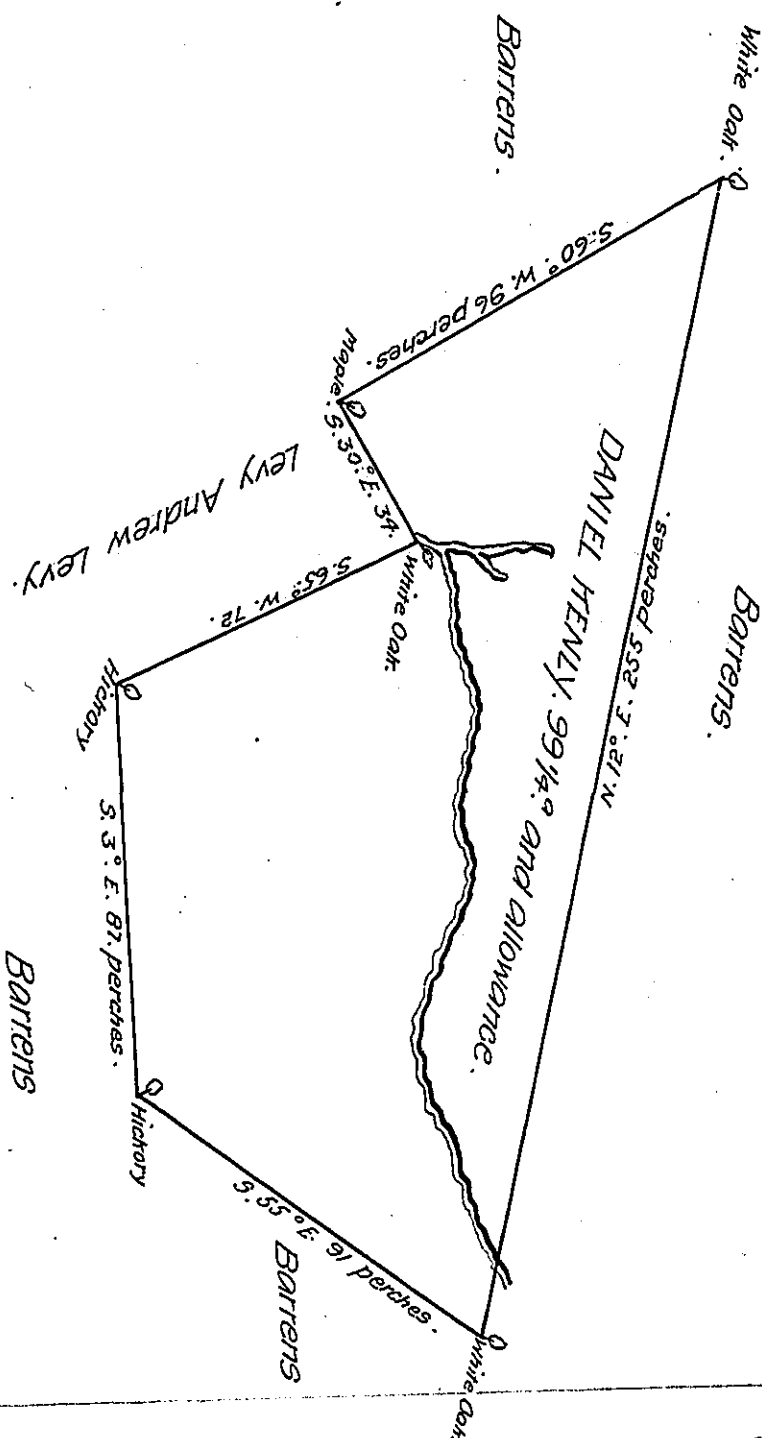 White Oak.
Barrens.
S. 60° W. 96 perches.
Maple.
S. 30° E. 34.
Levy Andrew Levy.
White Oak.
S. 65° W. 72.
Hickory
S. 3° E. 87. perches.
Hickory
Barrens
S. 55° E. 91 perches.
Barrens
White Oak
N. 12° E. 255 perches.
DANIEL HENLY. 99¼.ᵃ and allowance.
Barrens.